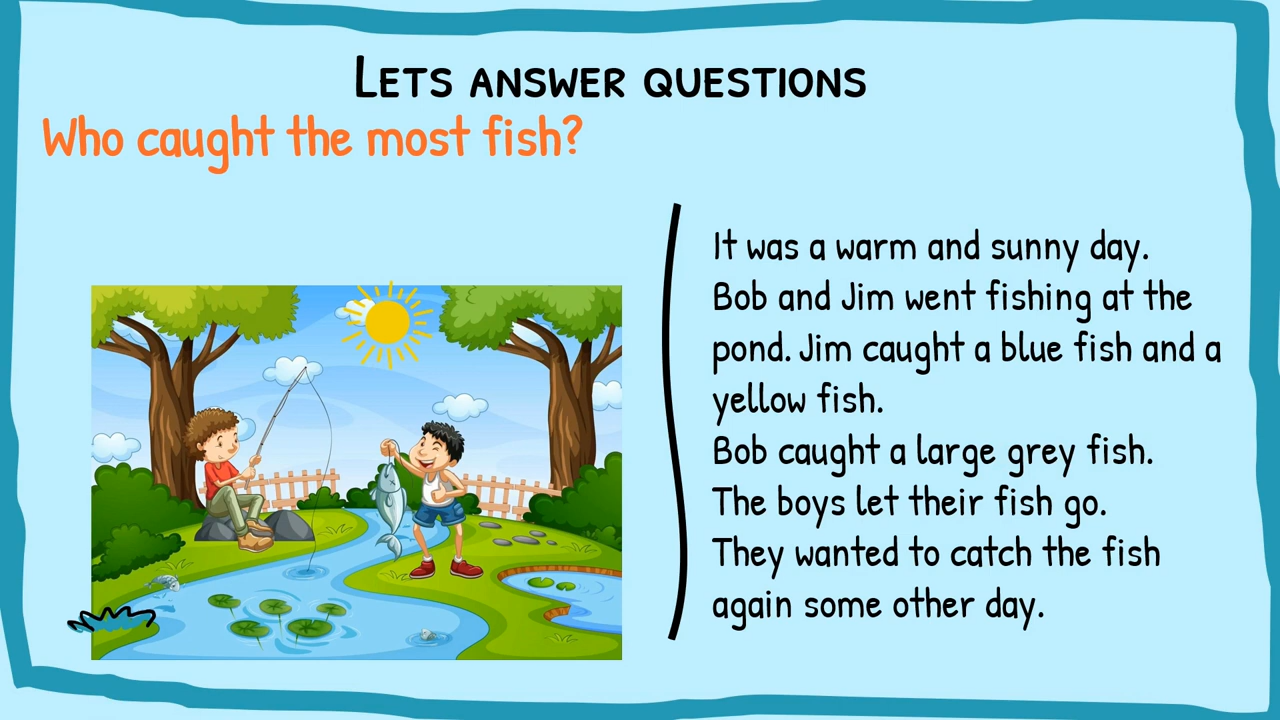 Lets answer questions
Who caught the most fish?
It was a warm and sunny day.
Bob and Jim went fishing at the
pond. Jim caught a blue fish and a
yellow fish.
Bob caught a large grey fish.
The boys let their fish go.
They wanted to catch the fish
again some other day.